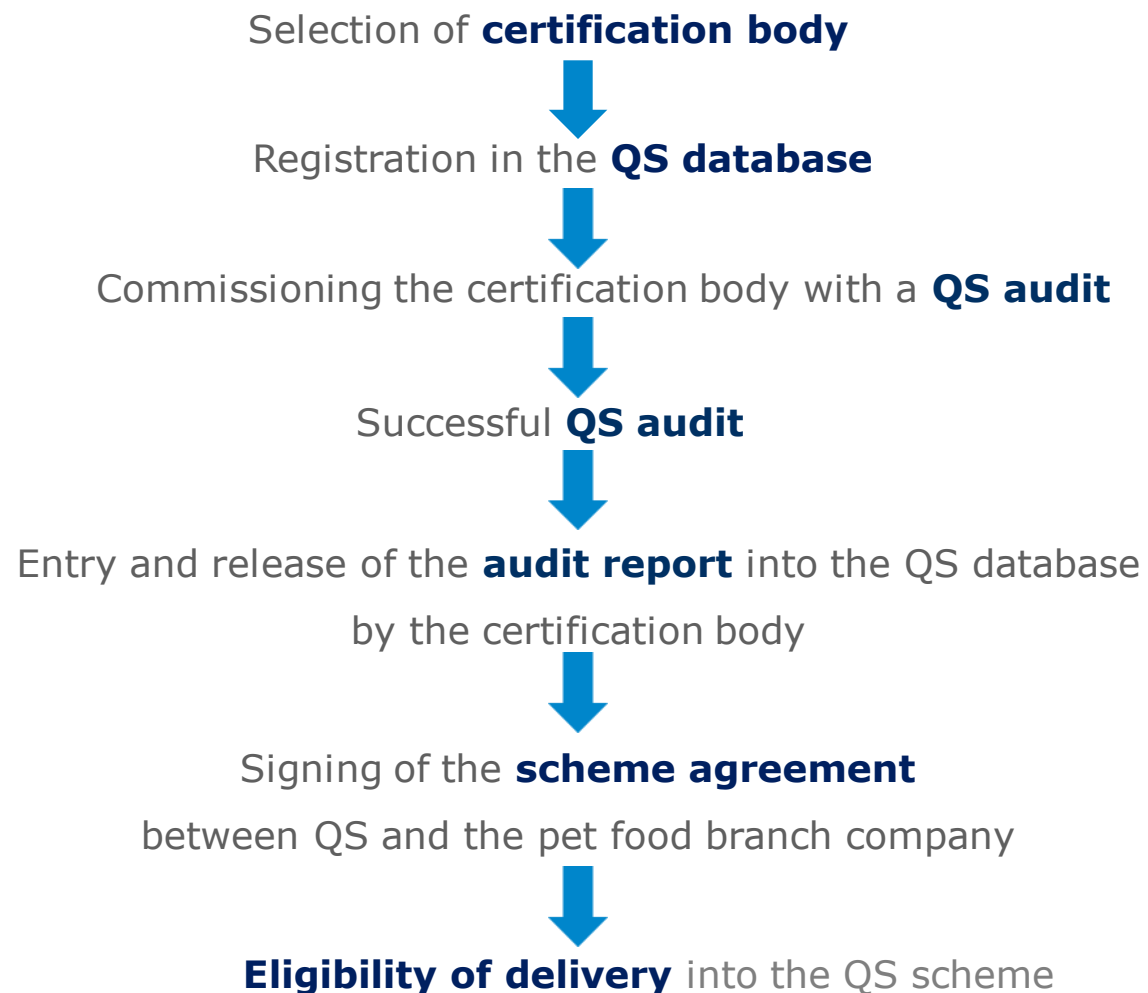 Selection of certification body
Registration in the QS database
Commissioning the certification body with a QS audit
Successful QS audit
Entry and release of the audit report into the QS database
by the certification body
Signing of the scheme agreement
between QS and the pet food branch company
Eligibility of delivery into the QS scheme